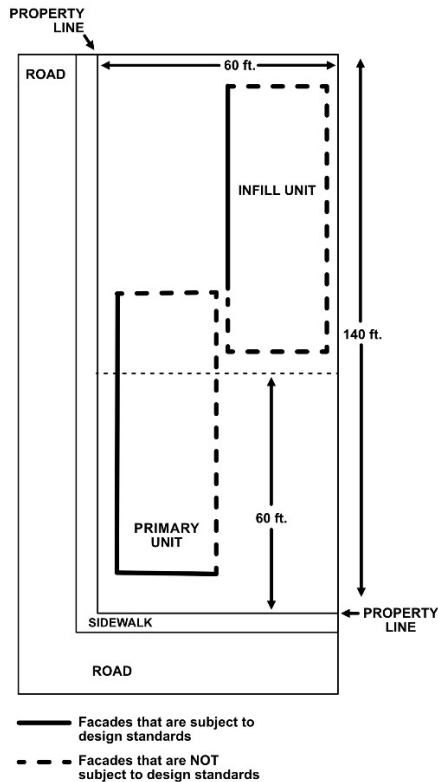 PROPERTY
LINE
ROAD
60 ft.
INFILL UNIT
140 ft.
60 ft.
PRIMARY
UNIT
PROPERTY
LINE
SIDEWALK
ROAD
Facades that are subject to
design standards
Facades that are NOT
subject to design standards